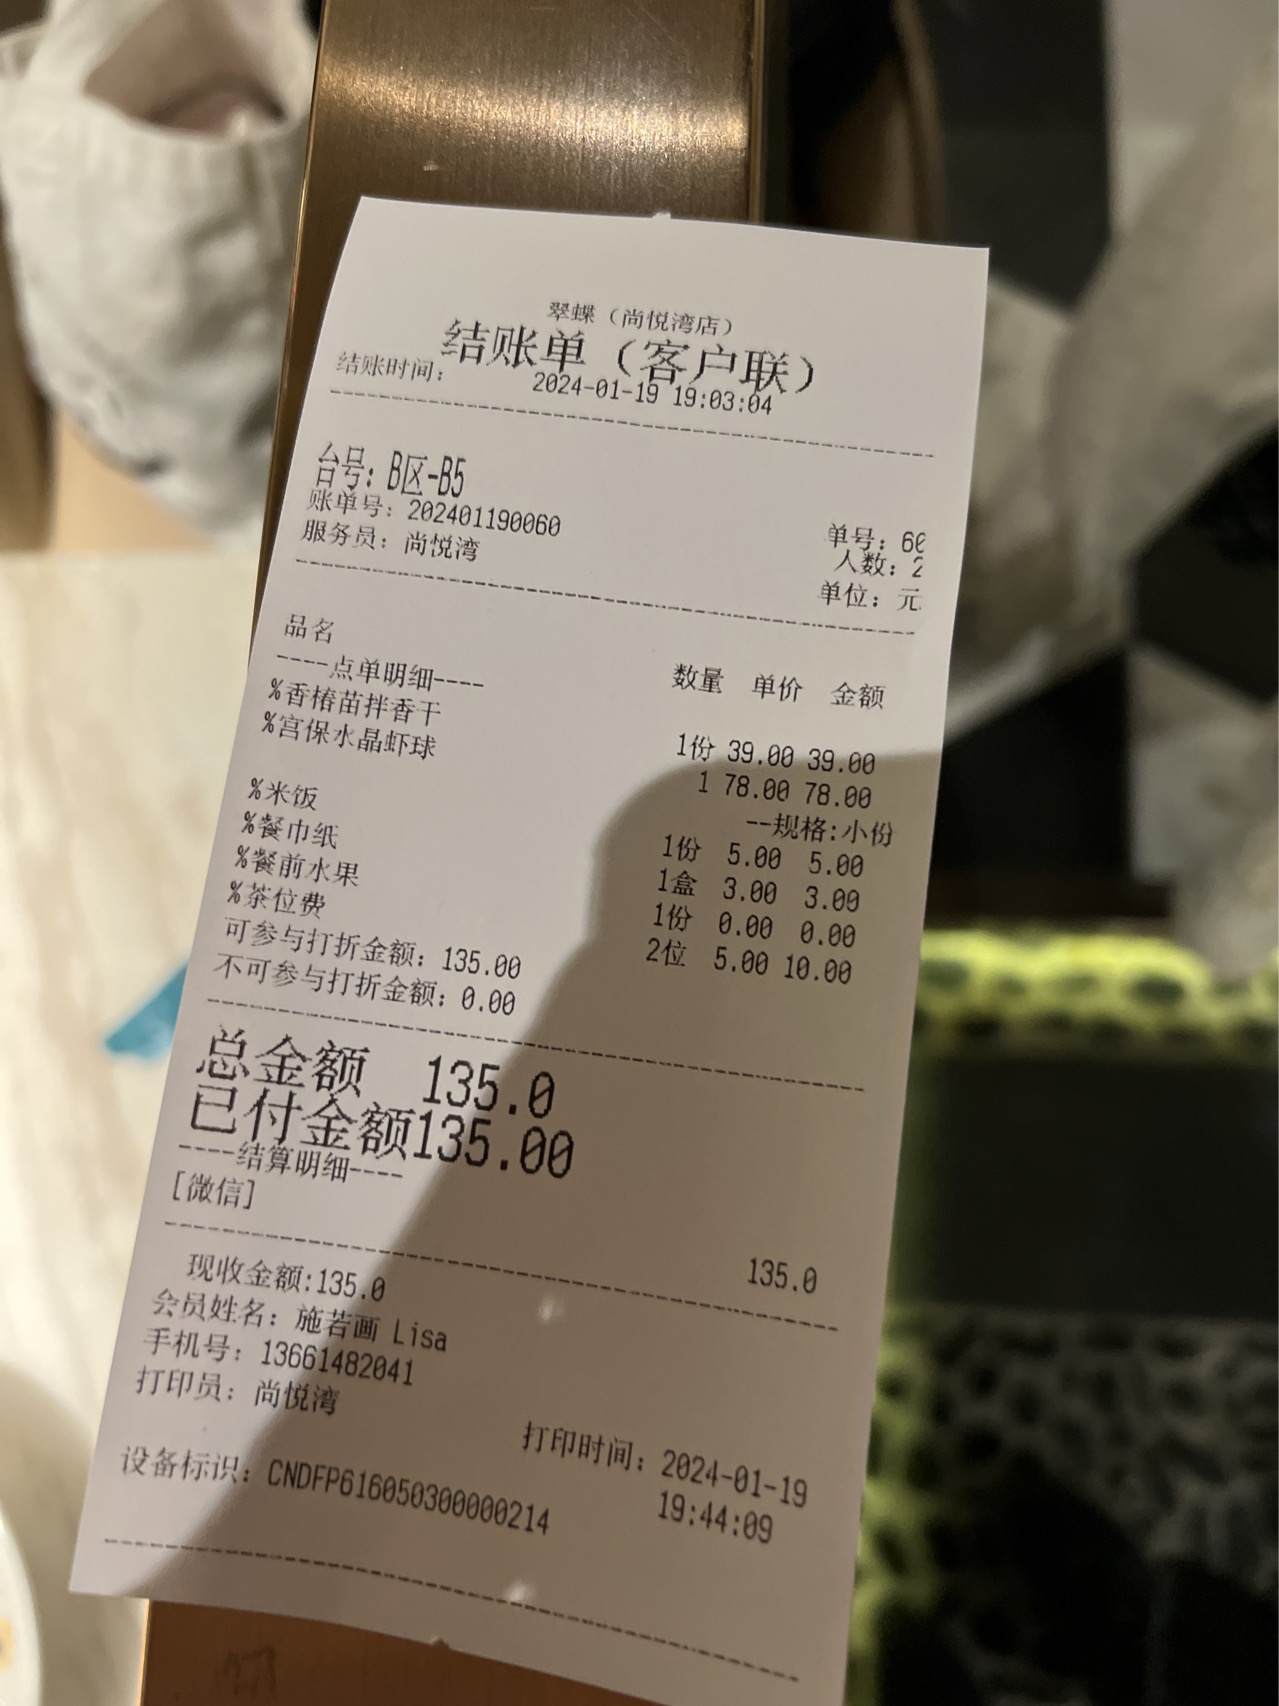 翠蝶（尚悦湾店）
结账单（客户联）
结账时间： 2024-01-19 19:03:04
台号：B区-B5
账单号：202401190060 单号：60
服务员：尚悦湾 人数：2
单位：元
品名 数量 单价 金额
----点单明细----
%香椿苗拌香干 1份 39.00 39.00
%宫保水晶虾球 1 78.00 78.00
--规格:小份
%米饭 1份 5.00 5.00
%餐巾纸 1盒 3.00 3.00
%餐前水果 1份 0.00 0.00
%茶位费 2位 5.00 10.00
可参与打折金额：135.00
不可参与打折金额：0.00
总金额 135.0
已付金额135.00
----结算明细----
[微信] 135.0
现收金额:135.0
会员姓名：施若画 Lisa
手机号：13661482041
打印员：尚悦湾 打印时间：2024-01-19
19:44:09
设备标识：CNDFP616050300000214